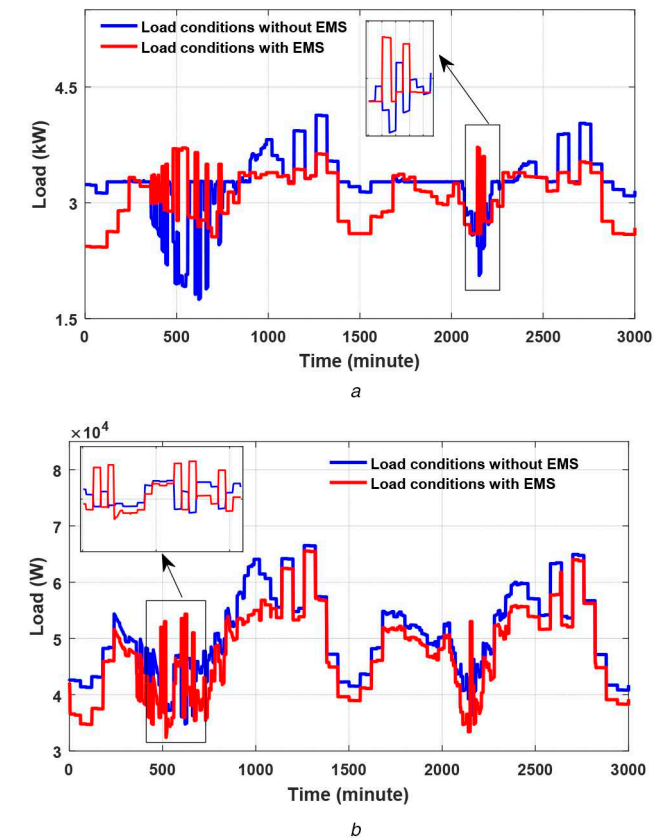 Load conditions without EMS
Load conditions with EMS
4.5
3
1.5
Load (kW)
0 500 1000 1500 2000 2500 3000
Time (minute)
a
×10⁴
8
7
6
5
4
3
Load (W)
Load conditions without EMS
Load conditions with EMS
0 500 1000 1500 2000 2500 3000
Time (minute)
b